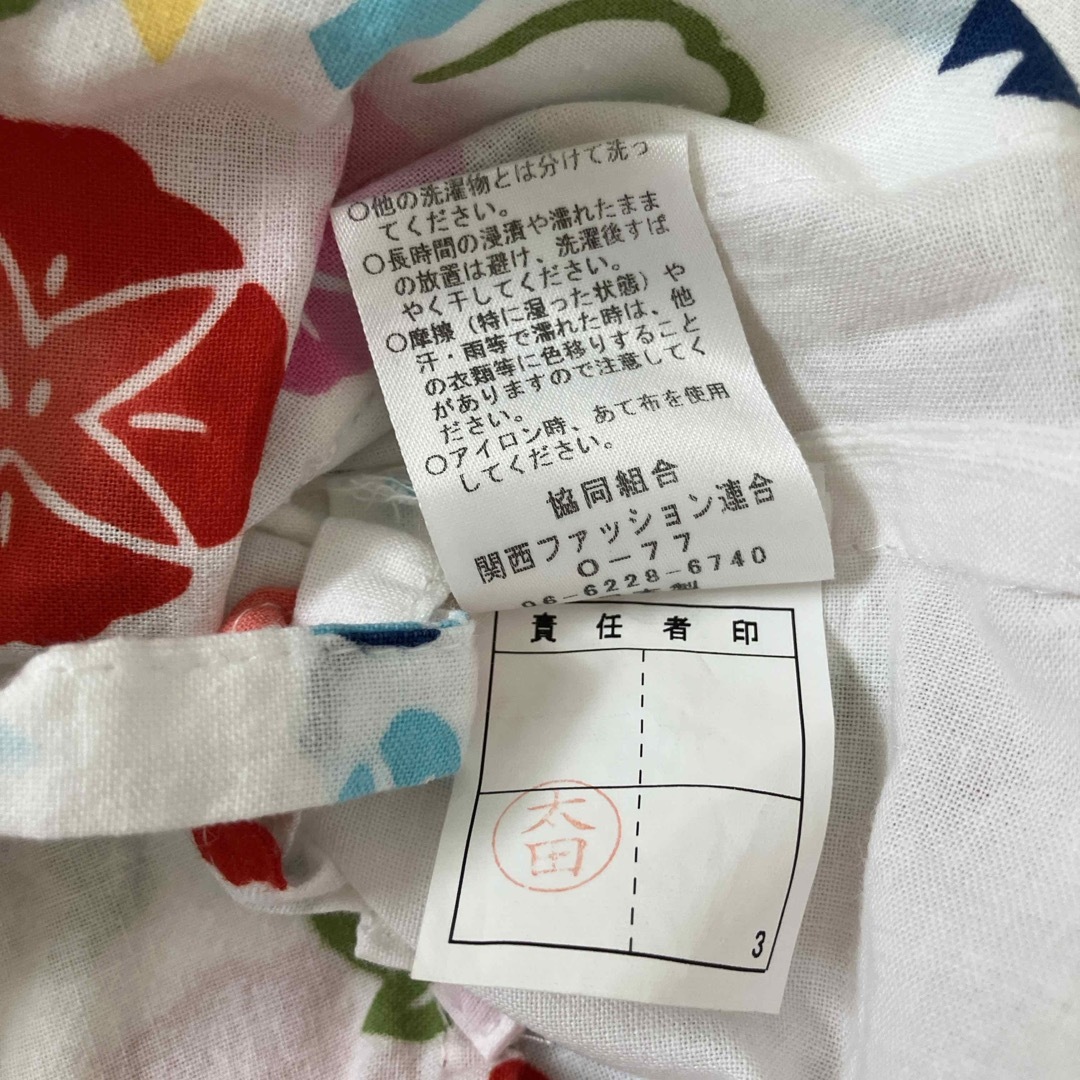 〇他の洗濯物とは分けて洗っ
てください。
〇長時間の浸漬や濡れたまま
の放置は避け、洗濯後すば
やく干してください。
〇摩擦（特に湿った状態）や
汗・雨等で濡れた時は、他
の衣類等に色移りすること
がありますので注意してく
ださい。
〇アイロン時、あて布を使用
してください。
協同組合
関西ファッション連合
O－77
06-6228-6740
責任者印
太田
3